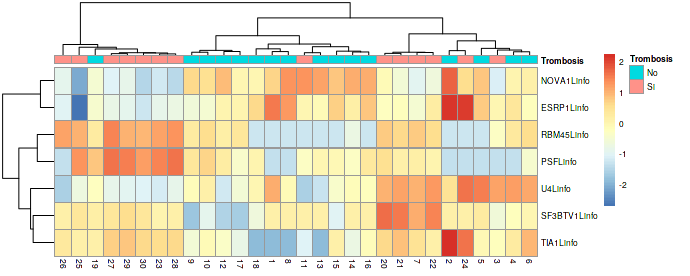 Trombosis
Trombosis
No
SI
2
1
0
-1
-2
NOVA1Linfo
ESRP1Linfo
RBM45Linfo
PSFLinfo
U4Linfo
SF3BTV1Linfo
TIA1Linfo
26 25 19 27 29 30 23 28 9 10 12 17 18 1 8 11 13 15 14 16 20 21 7 22 2 24 5 3 4 6